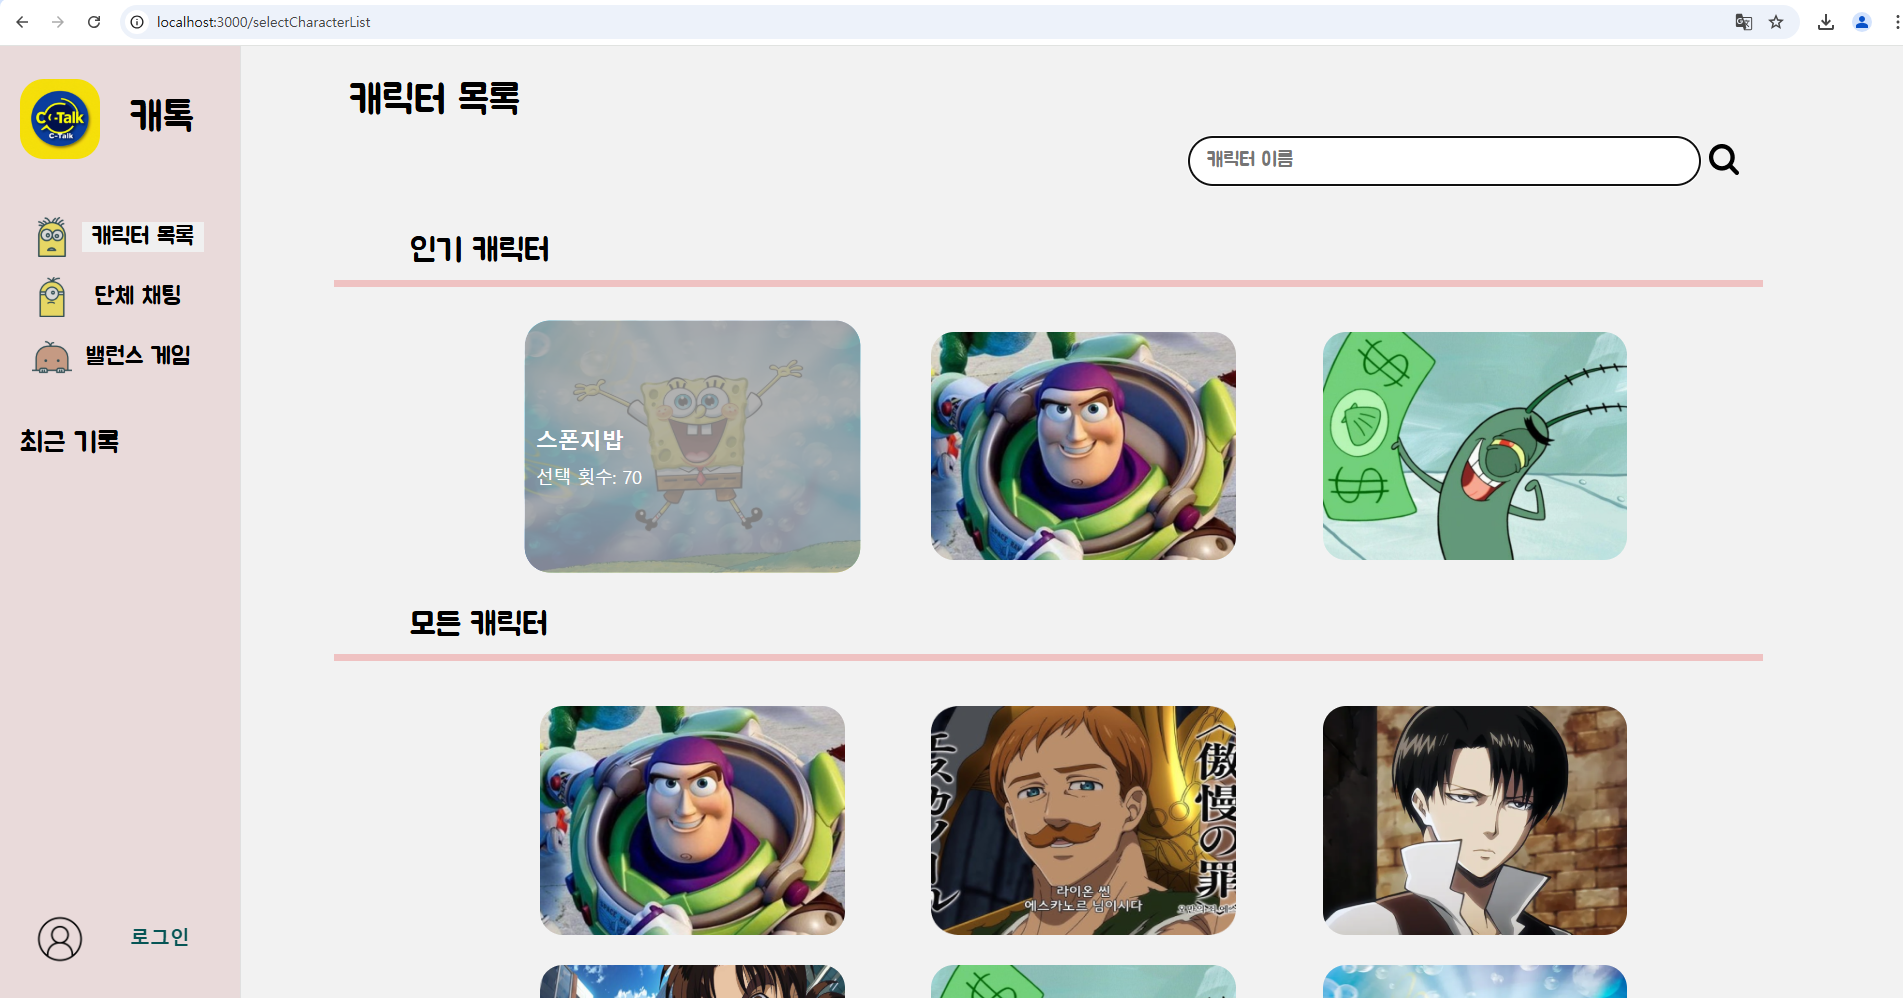 localhost:3000/selectCharacterList
C-Talk
C-Talk
캐톡
캐릭터 목록
단체 채팅
밸런스 게임
최근 기록
로그인
캐릭터 목록
캐릭터 이름
인기 캐릭터
스폰지밥
선택 횟수: 70
SPACE RAN
모든 캐릭터
SPACE RAN
エスカノール
〈傲慢の罪
라이온 씬
에스카노르 님이시다